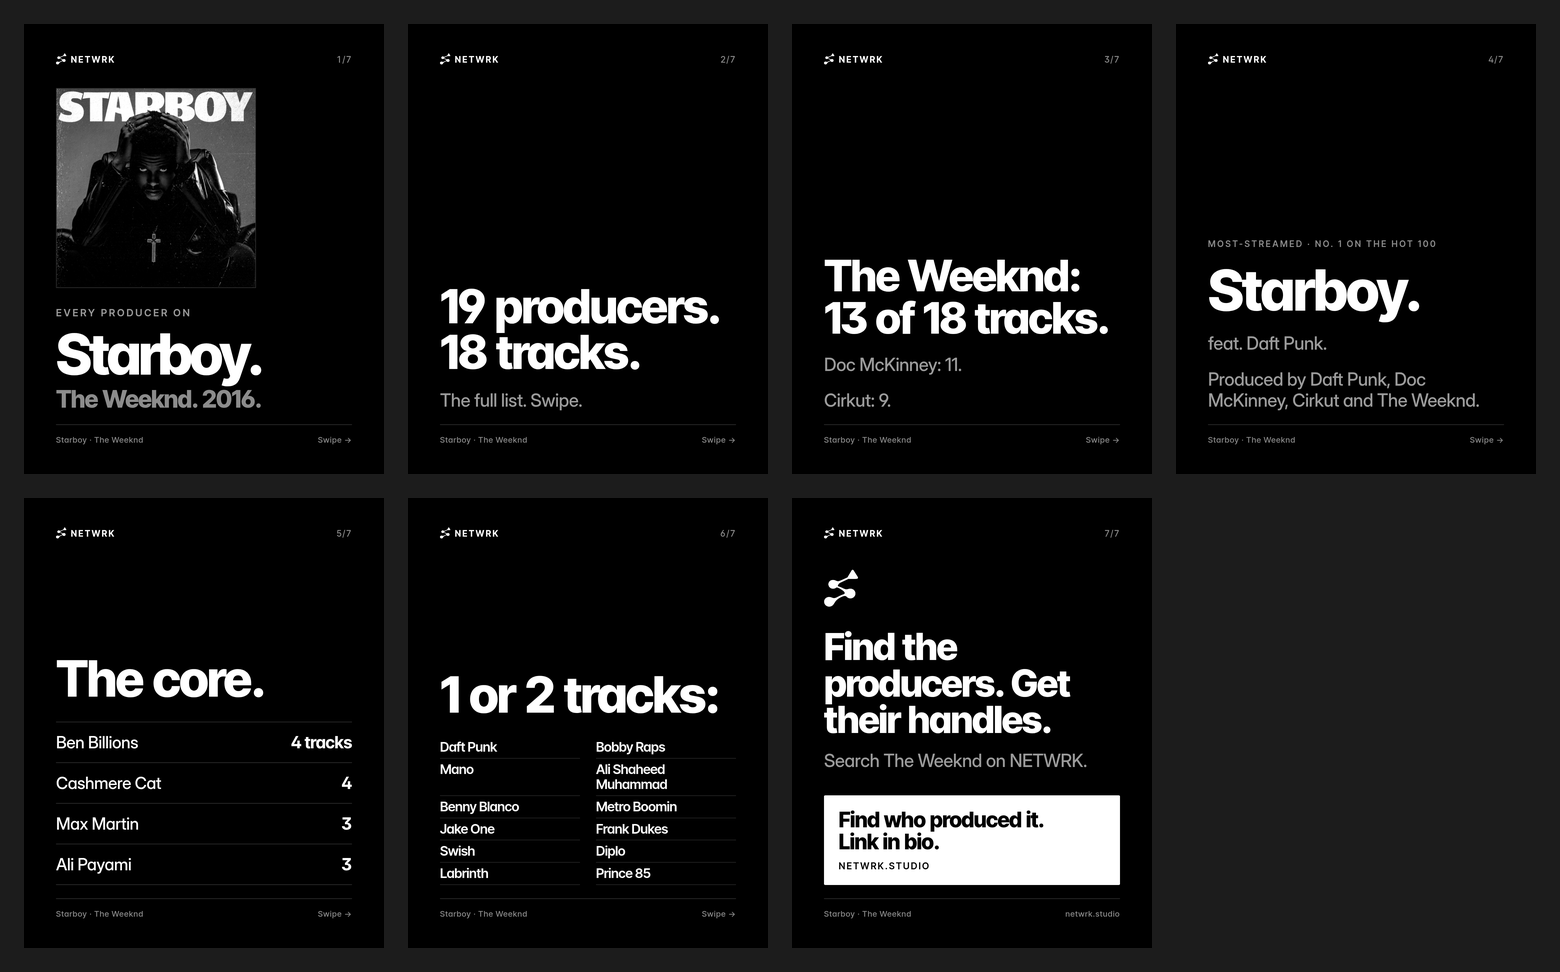 NETWRK
1/7
STARBOY
EVERY PRODUCER ON
Starboy.
The Weeknd. 2016.
Starboy · The Weeknd
Swipe →
NETWRK
2/7
19 producers.
18 tracks.
The full list. Swipe.
Starboy · The Weeknd
Swipe →
NETWRK
3/7
The Weeknd:
13 of 18 tracks.
Doc McKinney: 11.
Cirkut: 9.
Starboy · The Weeknd
Swipe →
NETWRK
4/7
MOST-STREAMED · NO. 1 ON THE HOT 100
Starboy.
feat. Daft Punk.
Produced by Daft Punk, Doc
McKinney, Cirkut and The Weeknd.
Starboy · The Weeknd
Swipe →
NETWRK
5/7
The core.
Ben Billions 4 tracks
Cashmere Cat 4
Max Martin 3
Ali Payami 3
Starboy · The Weeknd
Swipe →
NETWRK
6/7
1 or 2 tracks:
Daft Punk
Mano
Benny Blanco
Jake One
Swish
Labrinth
Bobby Raps
Ali Shaheed
Muhammad
Metro Boomin
Frank Dukes
Diplo
Prince 85
Starboy · The Weeknd
Swipe →
NETWRK
7/7
Find the
producers. Get
their handles.
Search The Weeknd on NETWRK.
Find who produced it.
Link in bio.
NETWRK.STUDIO
Starboy · The Weeknd
netwrk.studio